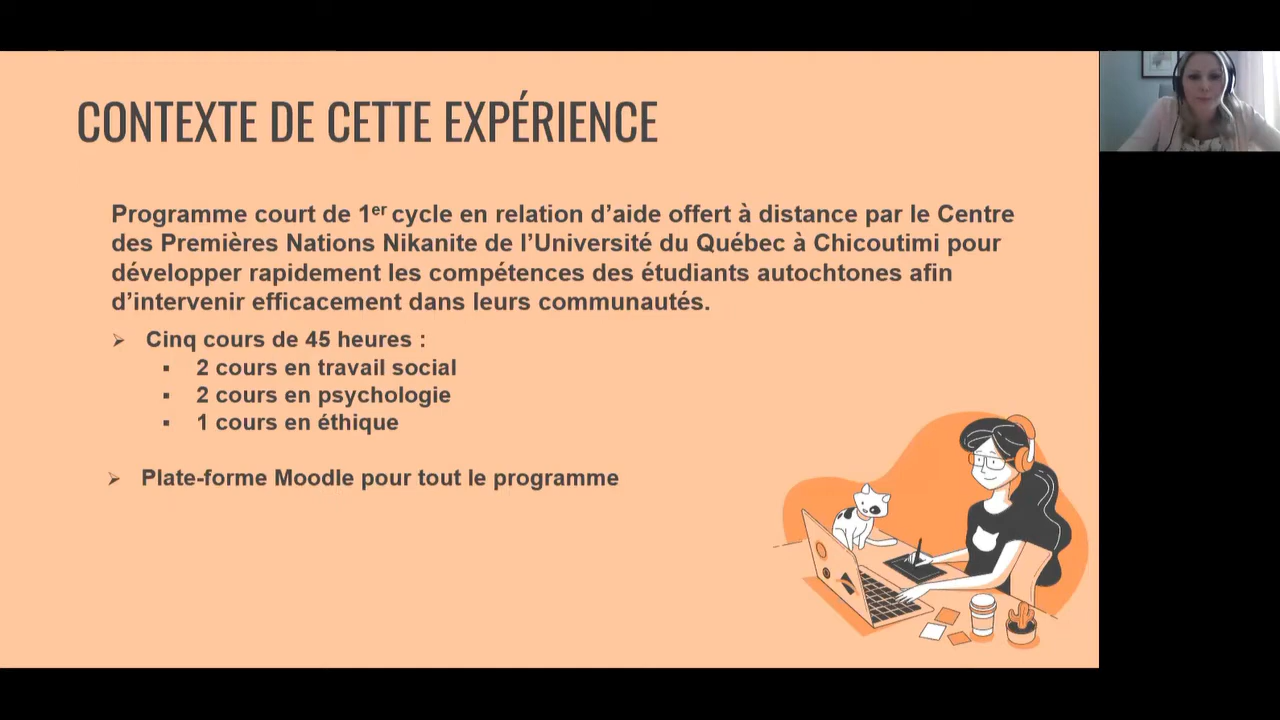 CONTEXTE DE CETTE EXPÉRIENCE
Programme court de 1er cycle en relation d'aide offert à distance par le Centre
des Premières Nations Nikanite de l'Université du Québec à Chicoutimi pour
développer rapidement les compétences des étudiants autochtones afin
d'intervenir efficacement dans leurs communautés.
➢ Cinq cours de 45 heures :
▪ 2 cours en travail social
▪ 2 cours en psychologie
▪ 1 cours en éthique
➢ Plate-forme Moodle pour tout le programme